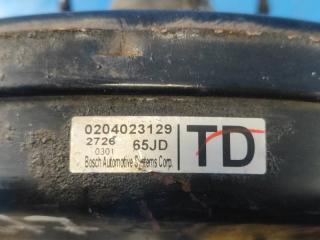 0204023129
2726 65JD
0301
Bosch Automotive Systems Corp.
TD